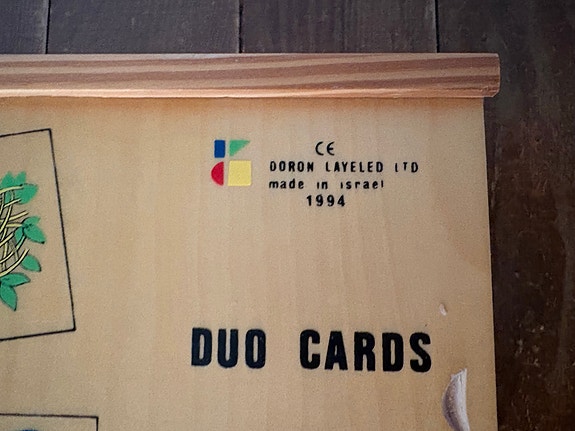 CE
DORON LAYELED LTD
made in israel
1994
DUO CARDS